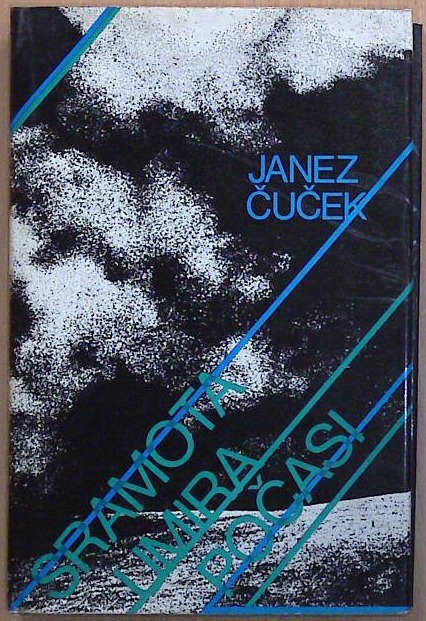 JANEZ
ČUČEK
SRAMOTA
UMIRA
POČASI